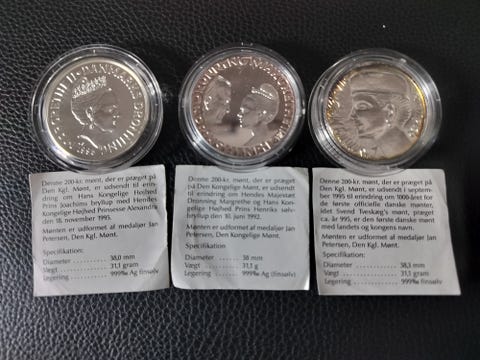 MARGRETHE II DANMARKS DRONNING
1995
Denne 200-kr. mønt, der er præget
på Den Kongelige Mønt, er udsendt til erin-
dring om Hans Kongelige Højhed
Prins Joachims bryllup med Hendes
Kongelige Højhed Prinsesse Alexandra
den 18. november 1995.
Mønten er udformet af medaljør Jan
Petersen, Den Kgl. Mønt.
Specifikation:
Diameter 38,0 mm
Vægt 31,1 gram
Legering 999‰ Ag (finsølv)
Denne 200-kr. mønt, der er præget
på Den Kongelige Mønt, er udsendt til
erindring om Hendes Majestæt
Dronning Margrethe og Hans Kon-
gelige Højhed Prins Henriks sølv-
bryllup den 10. juni 1992.
Mønten er udformet af medaljør Jan
Petersen, Den Kongelige Mønt.
Specifikation:
Diameter 38 mm
Vægt 31,1 g
Legering 999‰ Ag (finsølv)
Denne 200-kr. mønt, der er præget på
Den Kgl. Mønt, er udsendt i septem-
ber 1995 til erindring om 1000-året for
de første officielle danske mønter,
idet Svend Tveskæg's mønt, præget
ca. år 995, er den første danske mønt
med landets og kongens navn.
Mønten er udformet af medaljør Jan
Petersen, Den Kgl. Mønt.
Specifikation:
Diameter 38,3 mm
Vægt 31,1 gram
Legering 999‰ (finsølv)